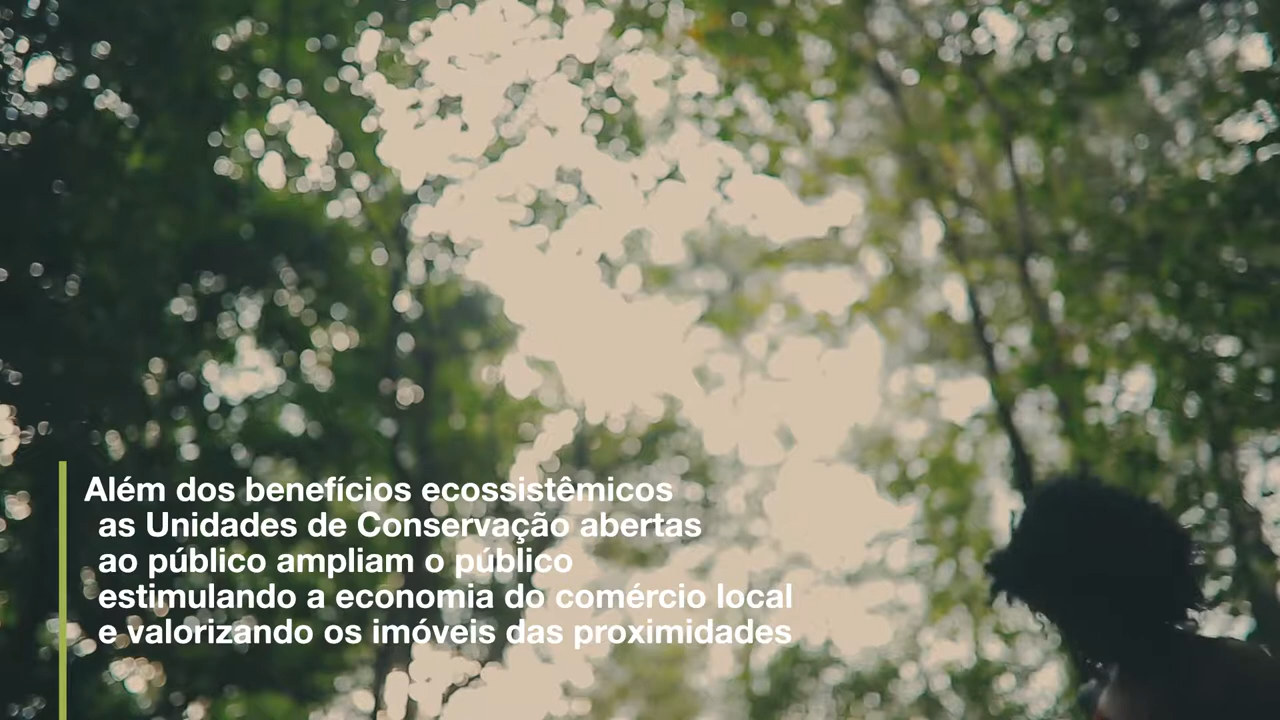 Além dos benefícios ecossistêmicos
as Unidades de Conservação abertas
ao público ampliam o público
estimulando a economia do comércio local
e valorizando os imóveis das proximidades